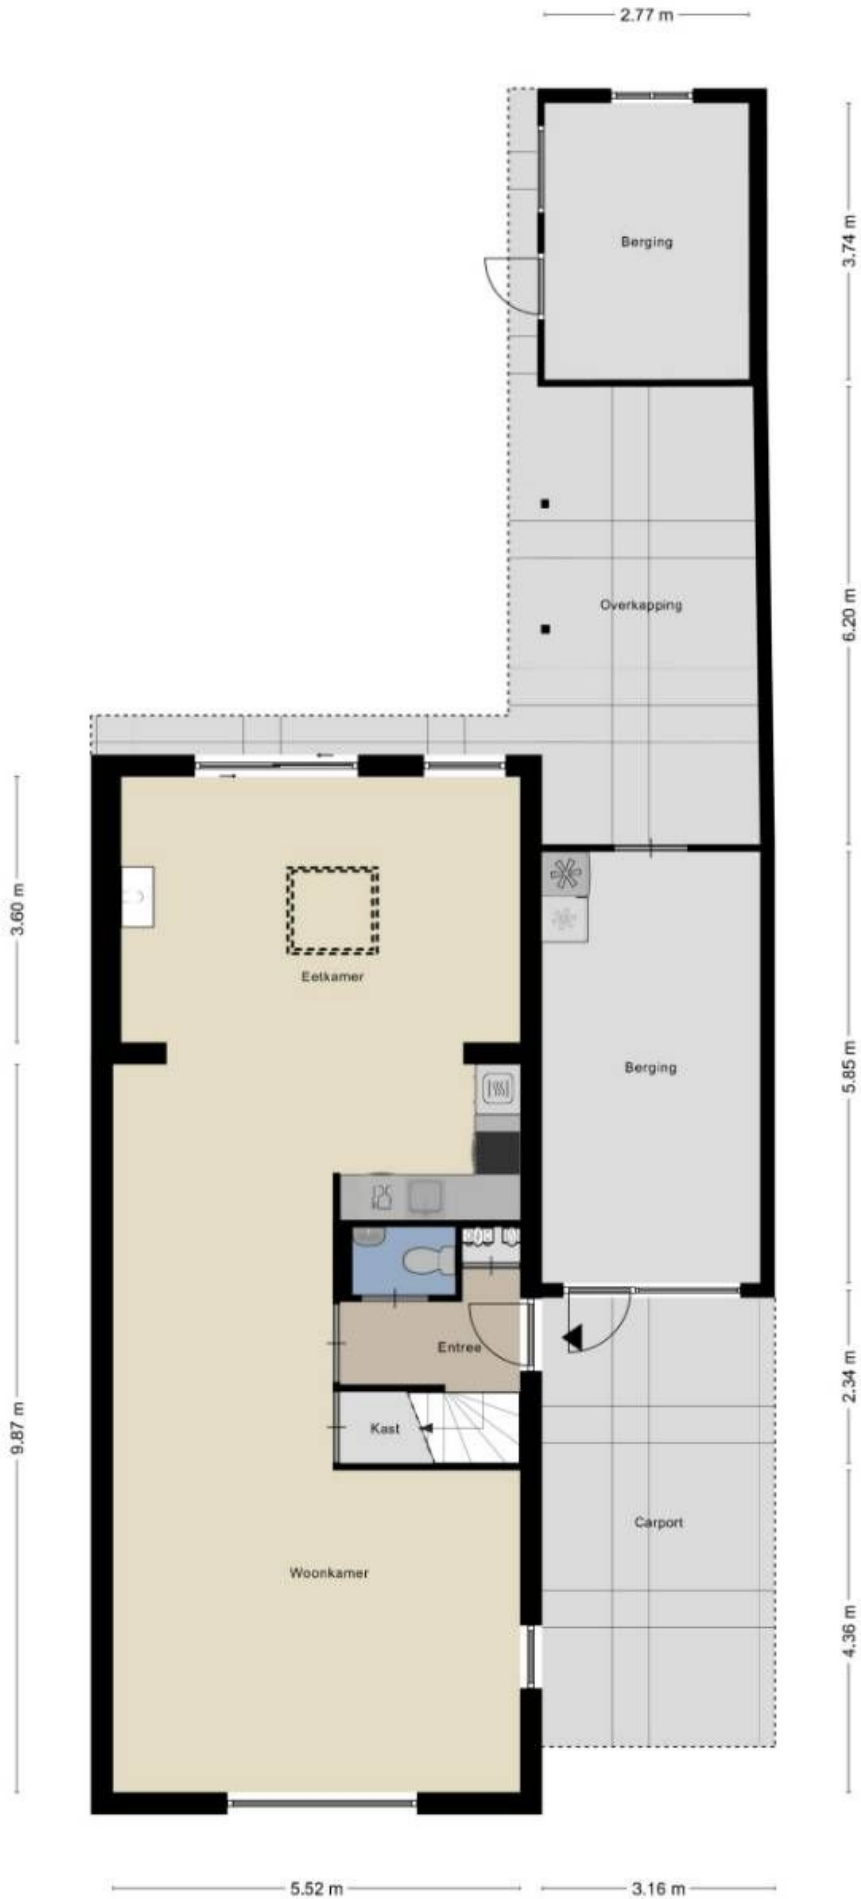 2.77 m
Berging
3.74 m
Overkapping
6.20 m
3.60 m
Eetkamer
Berging
5.85 m
Entree
2.34 m
Kast
9.87 m
Carport
Woonkamer
4.36 m
5.52 m
3.16 m